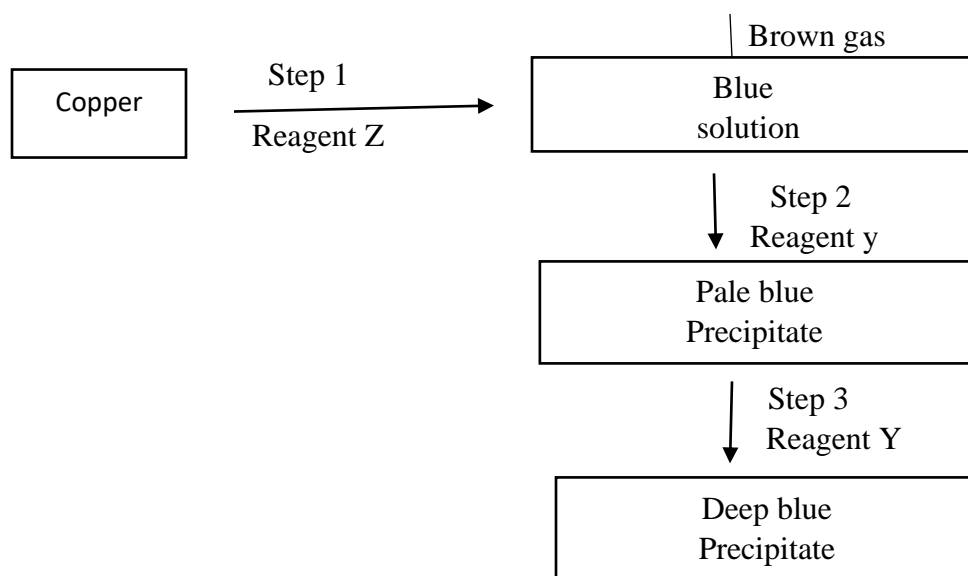 Brown gas
Copper
Step 1
Reagent Z
Blue
solution
Step 2
Reagent y
Pale blue
Precipitate
Step 3
Reagent Y
Deep blue
Precipitate